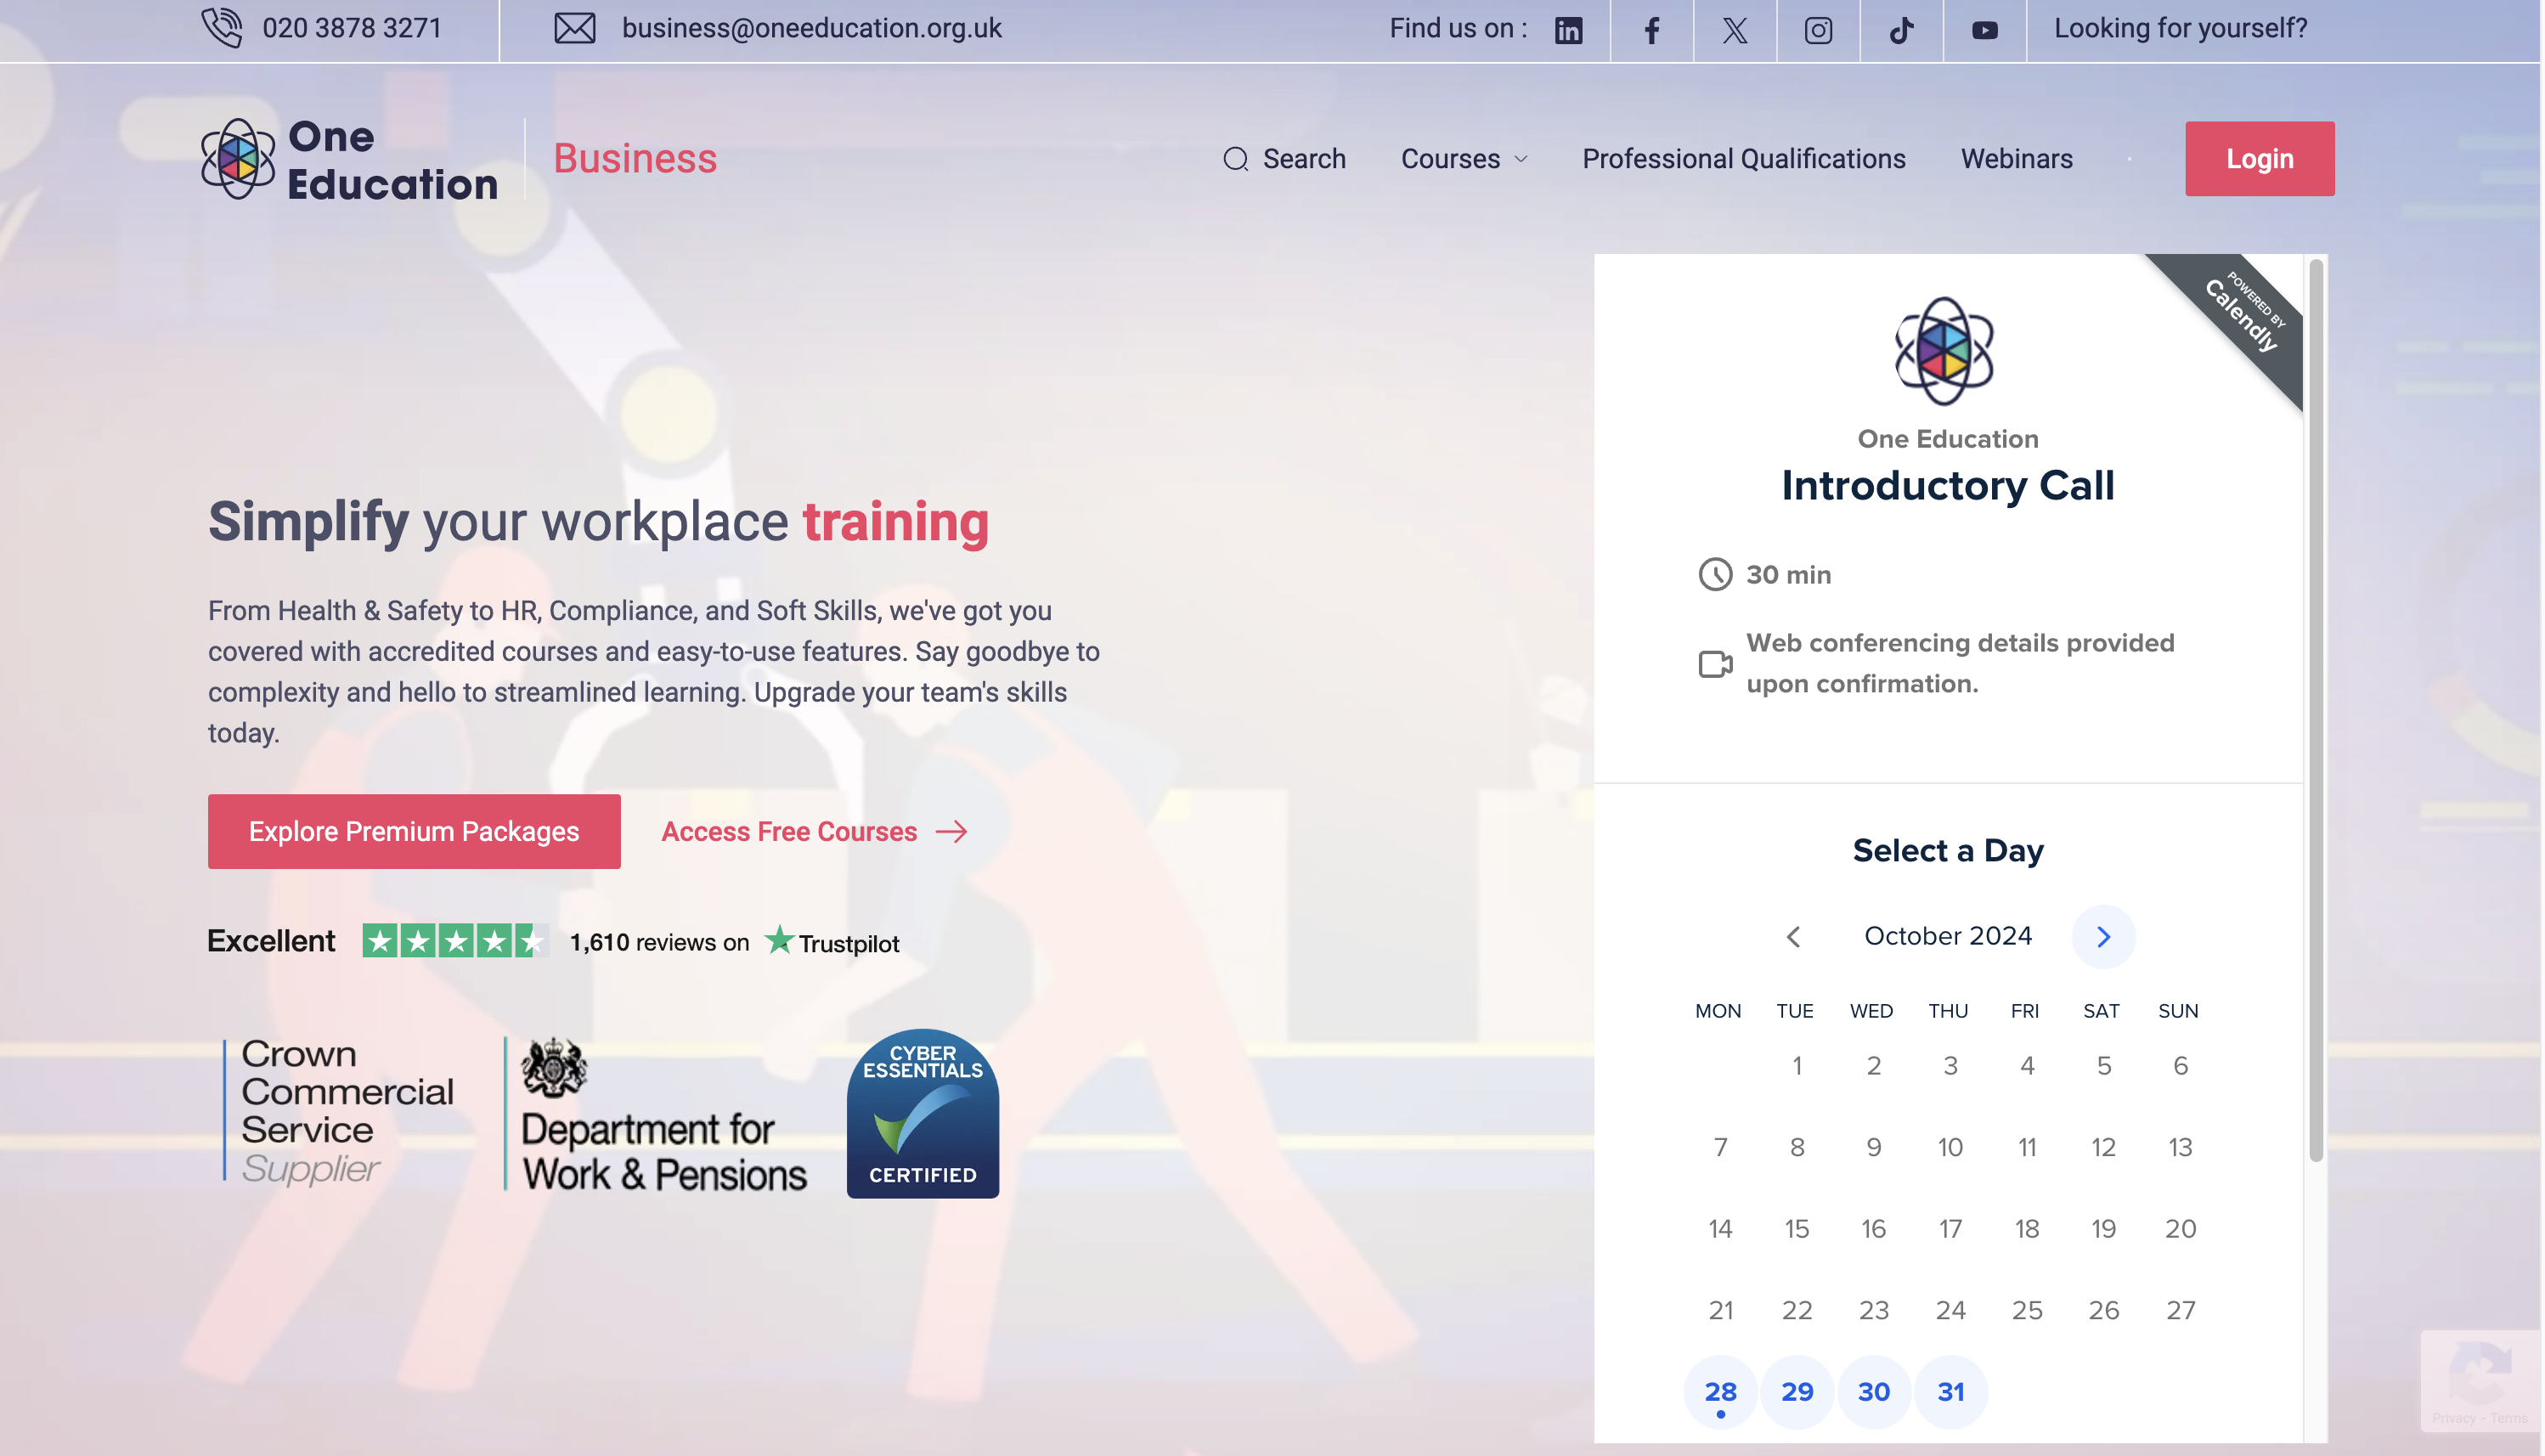 020 3878 3271
business@oneeducation.org.uk
Find us on :
Looking for yourself?
One
Education
Business
Search
Courses
Professional Qualifications
Webinars
Login
Simplify your workplace training
From Health & Safety to HR, Compliance, and Soft Skills, we've got you
covered with accredited courses and easy-to-use features. Say goodbye to
complexity and hello to streamlined learning. Upgrade your team's skills
today.
Explore Premium Packages
Access Free Courses
Excellent
1,610 reviews on
Trustpilot
Crown
Commercial
Service
Supplier
Department for
Work & Pensions
CYBER
ESSENTIALS
CERTIFIED
POWERED BY
Calendly
One Education
Introductory Call
30 min
Web conferencing details provided
upon confirmation.
Select a Day
October 2024
MON TUE WED THU FRI SAT SUN
1 2 3 4 5 6
7 8 9 10 11 12 13
14 15 16 17 18 19 20
21 22 23 24 25 26 27
28 29 30 31
Privacy - Terms